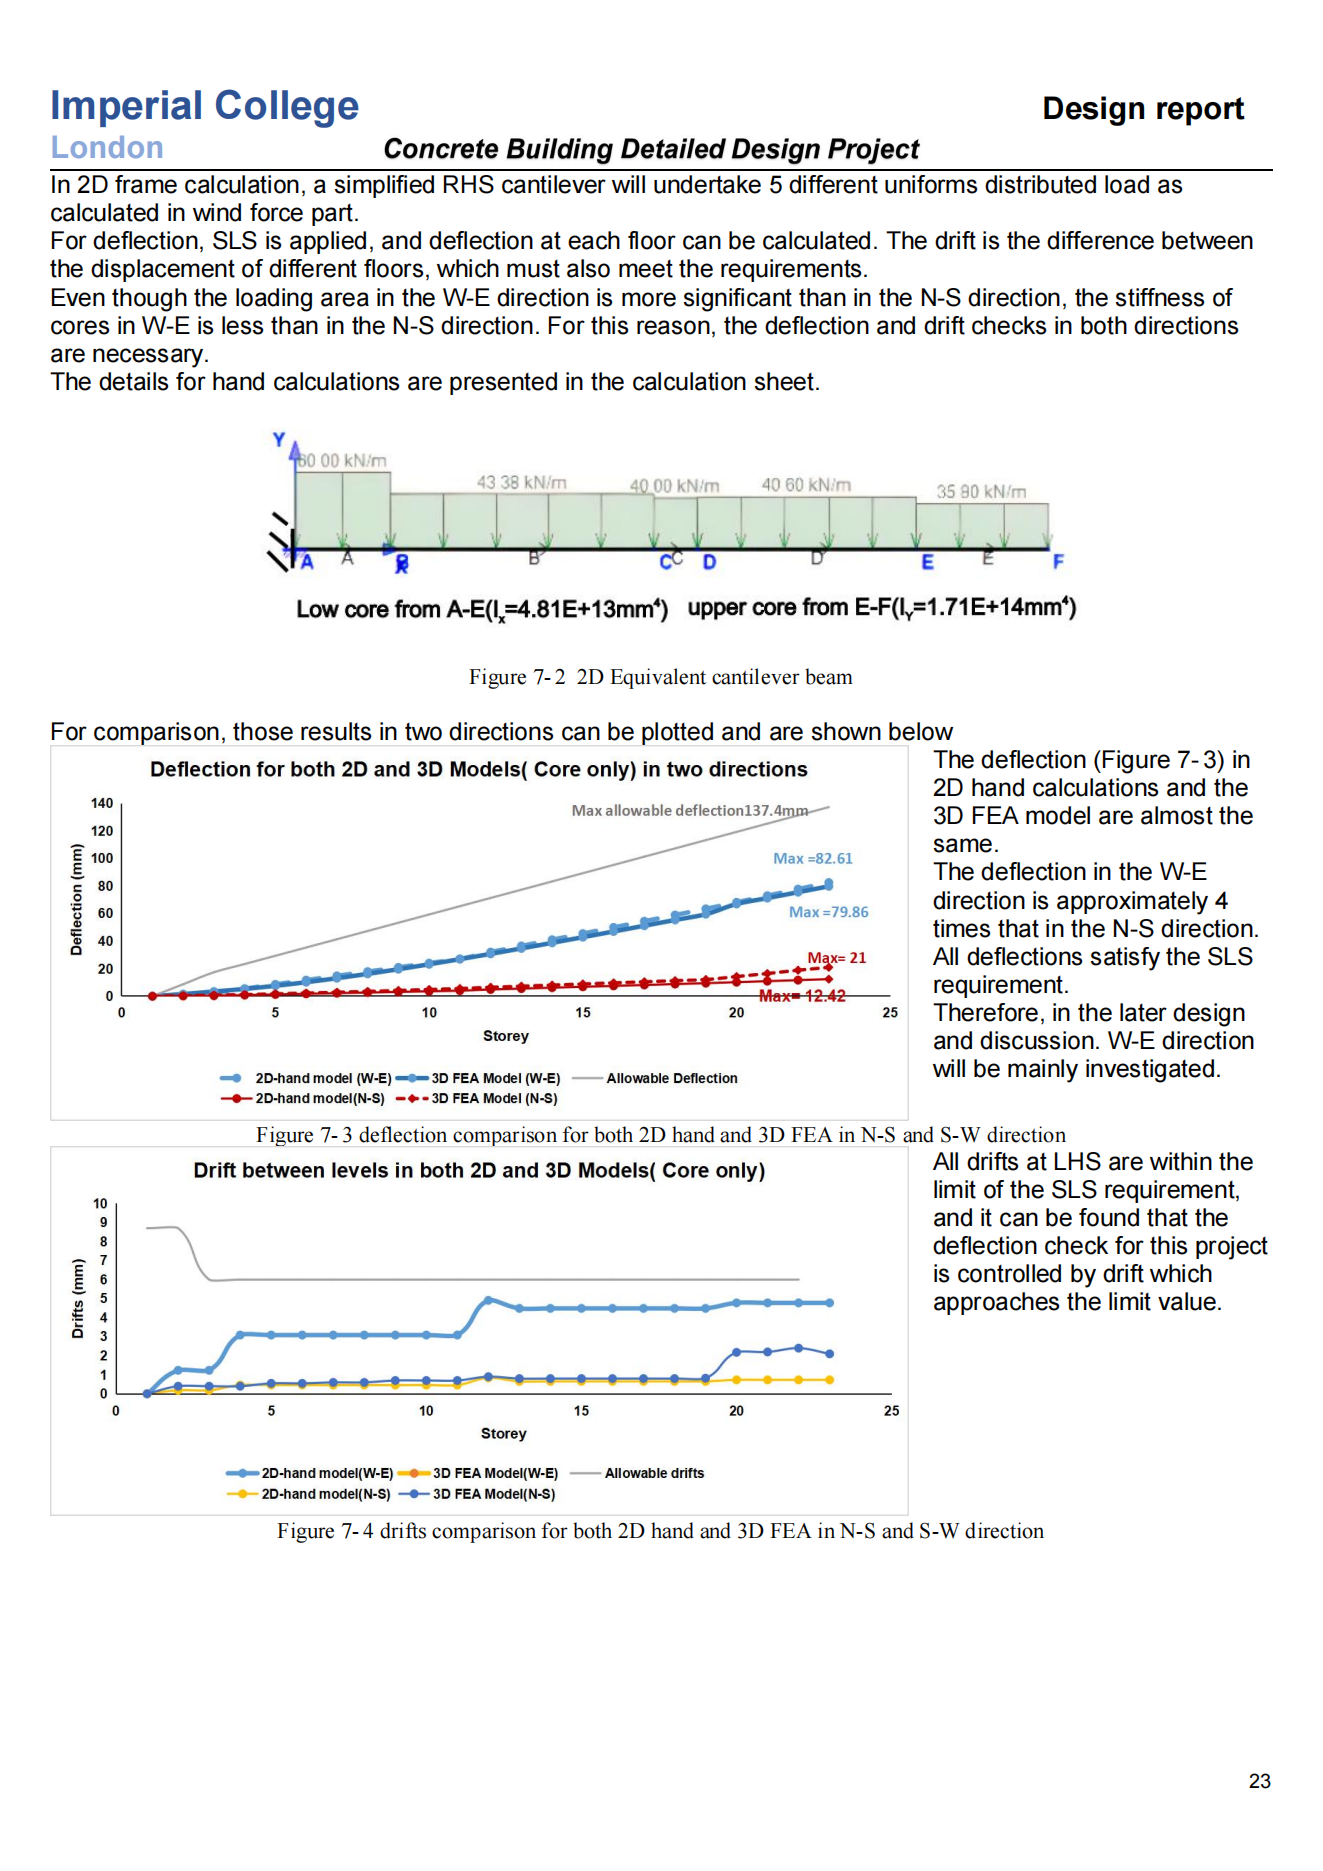 Imperial College
Design report
London
Concrete Building Detailed Design Project
In 2D frame calculation, a simplified RHS cantilever will undertake 5 different uniforms distributed load as
calculated in wind force part.
For deflection, SLS is applied, and deflection at each floor can be calculated. The drift is the difference between
the displacement of different floors, which must also meet the requirements.
Even though the loading area in the W-E direction is more significant than in the N-S direction, the stiffness of
cores in W-E is less than in the N-S direction. For this reason, the deflection and drift checks in both directions
are necessary.
The details for hand calculations are presented in the calculation sheet.
Y
60 00 kN/m
43 38 kN/m
40 00 kN/m
40 60 kN/m
35 80 kN/m
A A B C C D D E E F
Low core from A-E(Iₓ=4.81E+13mm⁴) upper core from E-F(Iᵧ=1.71E+14mm⁴)
Figure 7- 2 2D Equivalent cantilever beam
For comparison, those results in two directions can be plotted and are shown below
Deflection for both 2D and 3D Models( Core only) in two directions
Deflection (mm)
140
120
100
80
60
40
20
0
Max allowable deflection137.4mm
Max =82.61
Max =79.86
Max= 21
Max= 12.42
0 5 10 15 20 25
Storey
2D-hand model (W-E) 3D FEA Model (W-E) Allowable Deflection
2D-hand model(N-S) 3D FEA Model (N-S)
The deflection (Figure 7- 3) in
2D hand calculations and the
3D FEA model are almost the
same.
The deflection in the W-E
direction is approximately 4
times that in the N-S direction.
All deflections satisfy the SLS
requirement.
Therefore, in the later design
and discussion. W-E direction
will be mainly investigated.
Figure 7- 3 deflection comparison for both 2D hand and 3D FEA in N-S and S-W direction
Drift between levels in both 2D and 3D Models( Core only)
Drifts (mm)
10
9
8
7
6
5
4
3
2
1
0
0 5 10 15 20 25
Storey
2D-hand model(W-E) 3D FEA Model(W-E) Allowable drifts
2D-hand model(N-S) 3D FEA Model(N-S)
All drifts at LHS are within the
limit of the SLS requirement,
and it can be found that the
deflection check for this project
is controlled by drift which
approaches the limit value.
Figure 7- 4 drifts comparison for both 2D hand and 3D FEA in N-S and S-W direction
23